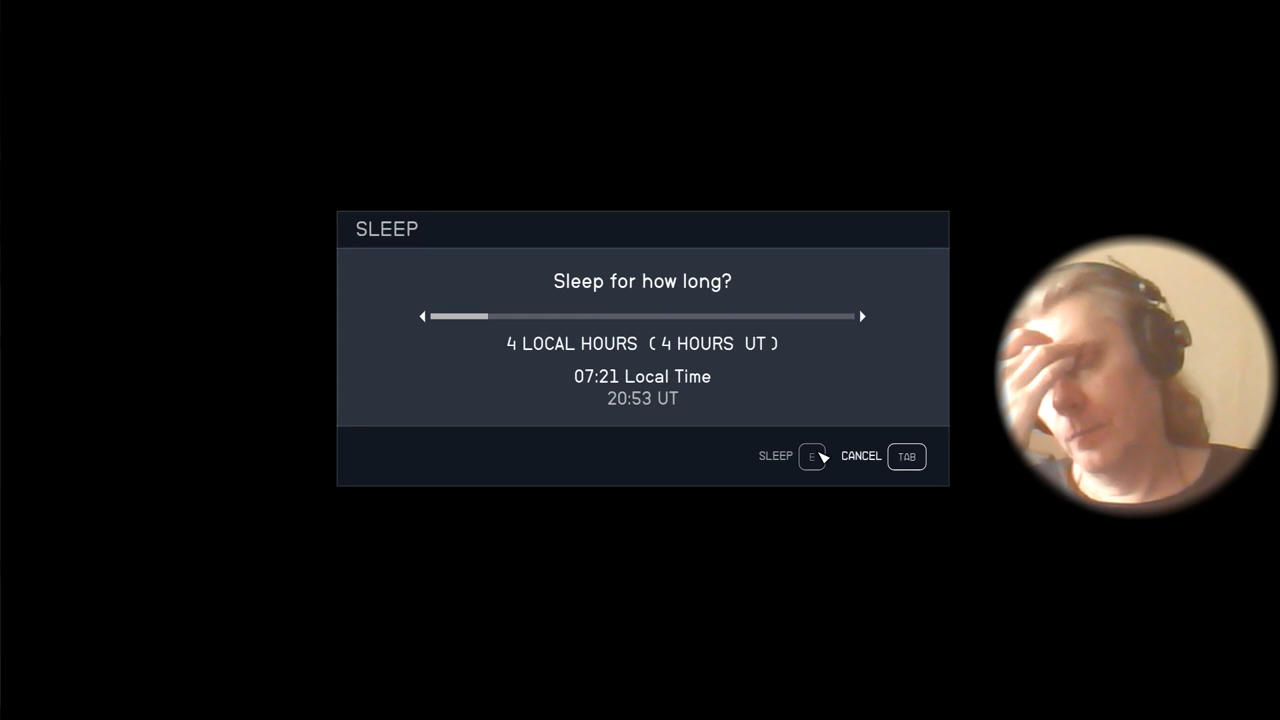 SLEEP
Sleep for how long?
4 LOCAL HOURS ( 4 HOURS UT )
07:21 Local Time
20:53 UT
SLEEP E CANCEL TAB